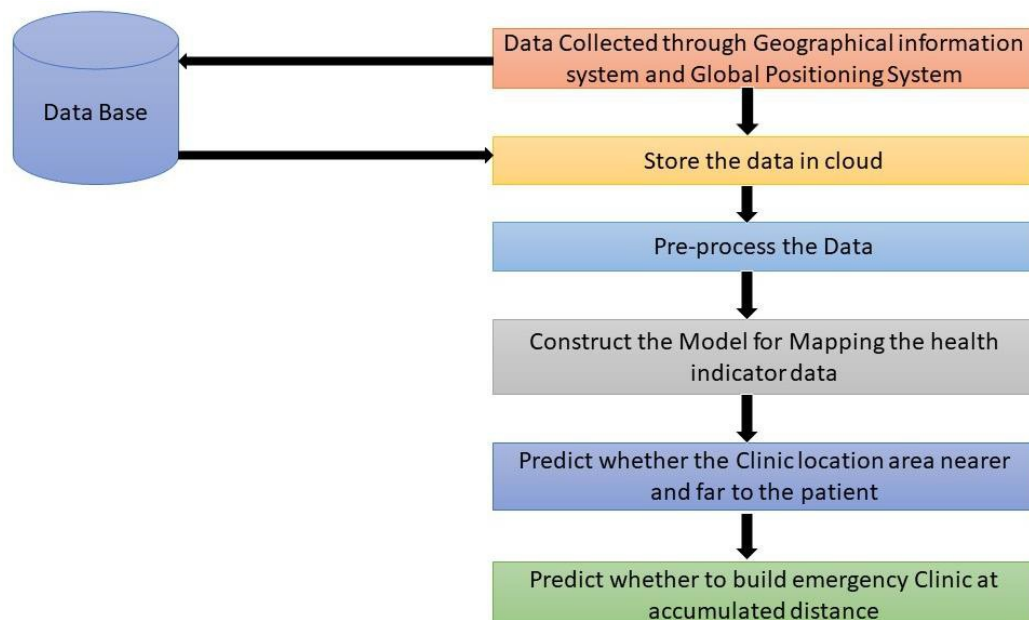 Data Collected through Geographical information
system and Global Positioning System
Data Base
Store the data in cloud
Pre-process the Data
Construct the Model for Mapping the health
indicator data
Predict whether the Clinic location area nearer
and far to the patient
Predict whether to build emergency Clinic at
accumulated distance